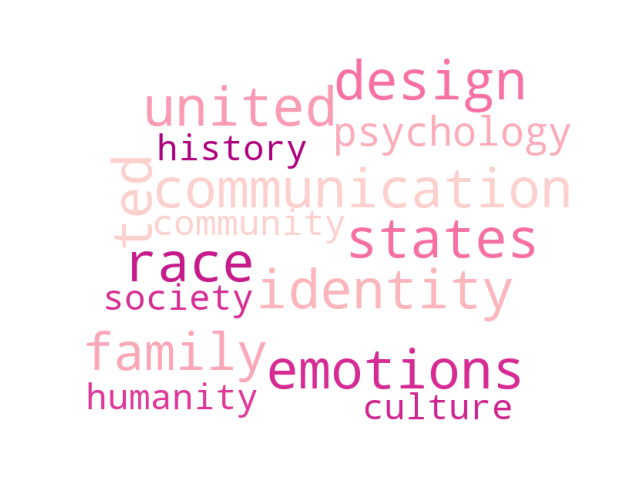 design
united
psychology
history
ted
communication
community
states
race
identity
society
family
emotions
humanity
culture